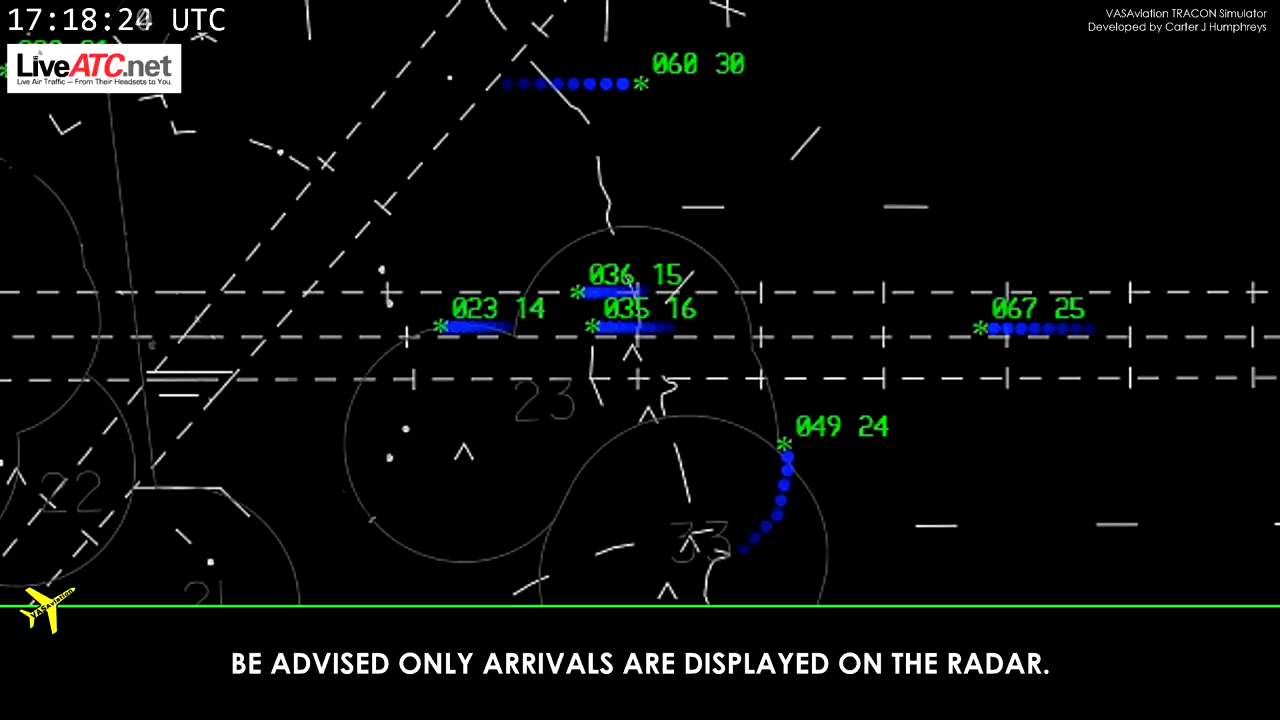 17:18:24 UTC
VASAviation TRACON Simulator
Developed by Carter J Humphreys
LiveATC.net
Live Air Traffic — From Their Headsets to You.
060 30
036 15
023 14
035 16
067 25
23
049 24
22
33
21
VASAviation
BE ADVISED ONLY ARRIVALS ARE DISPLAYED ON THE RADAR.